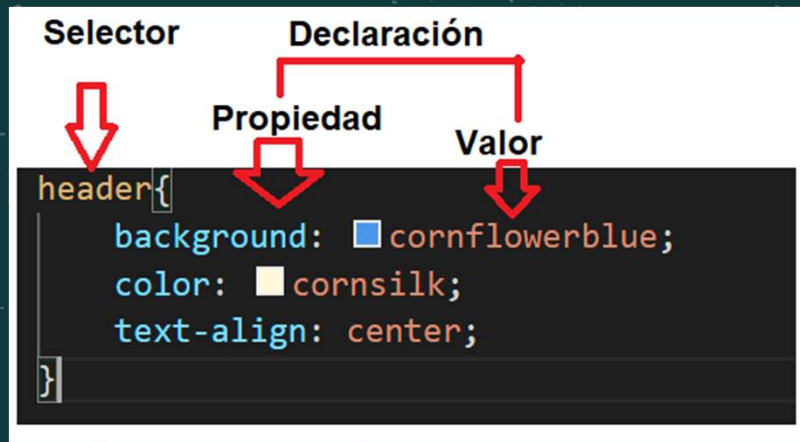 Selector Declaración
Propiedad
Valor
header{
background: cornflowerblue;
color: cornsilk;
text-align: center;
}